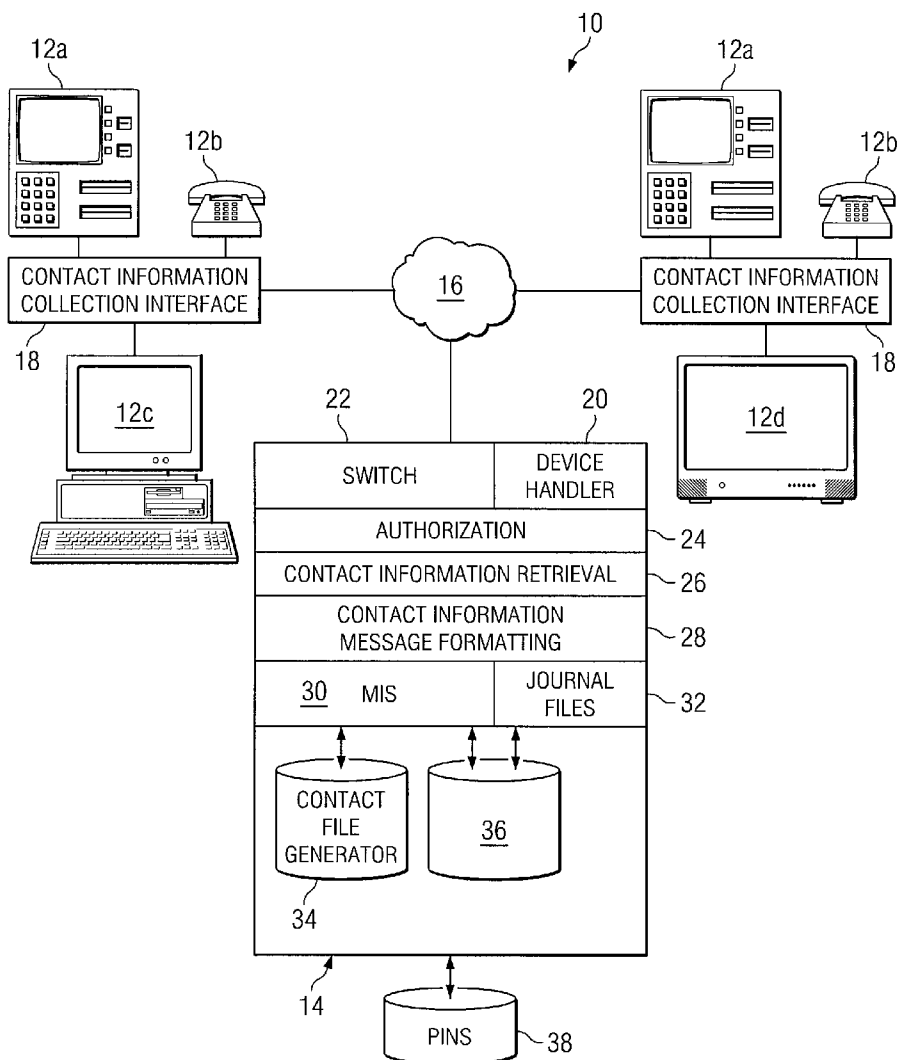 10
12a
12b
12a
12b
CONTACT INFORMATION
COLLECTION INTERFACE
16
CONTACT INFORMATION
COLLECTION INTERFACE
18
18
12c
12d
22
20
SWITCH
DEVICE
HANDLER
AUTHORIZATION
24
CONTACT INFORMATION RETRIEVAL
26
CONTACT INFORMATION
MESSAGE FORMATTING
28
30 MIS
JOURNAL
FILES
32
CONTACT
FILE
GENERATOR
36
34
14
PINS
38